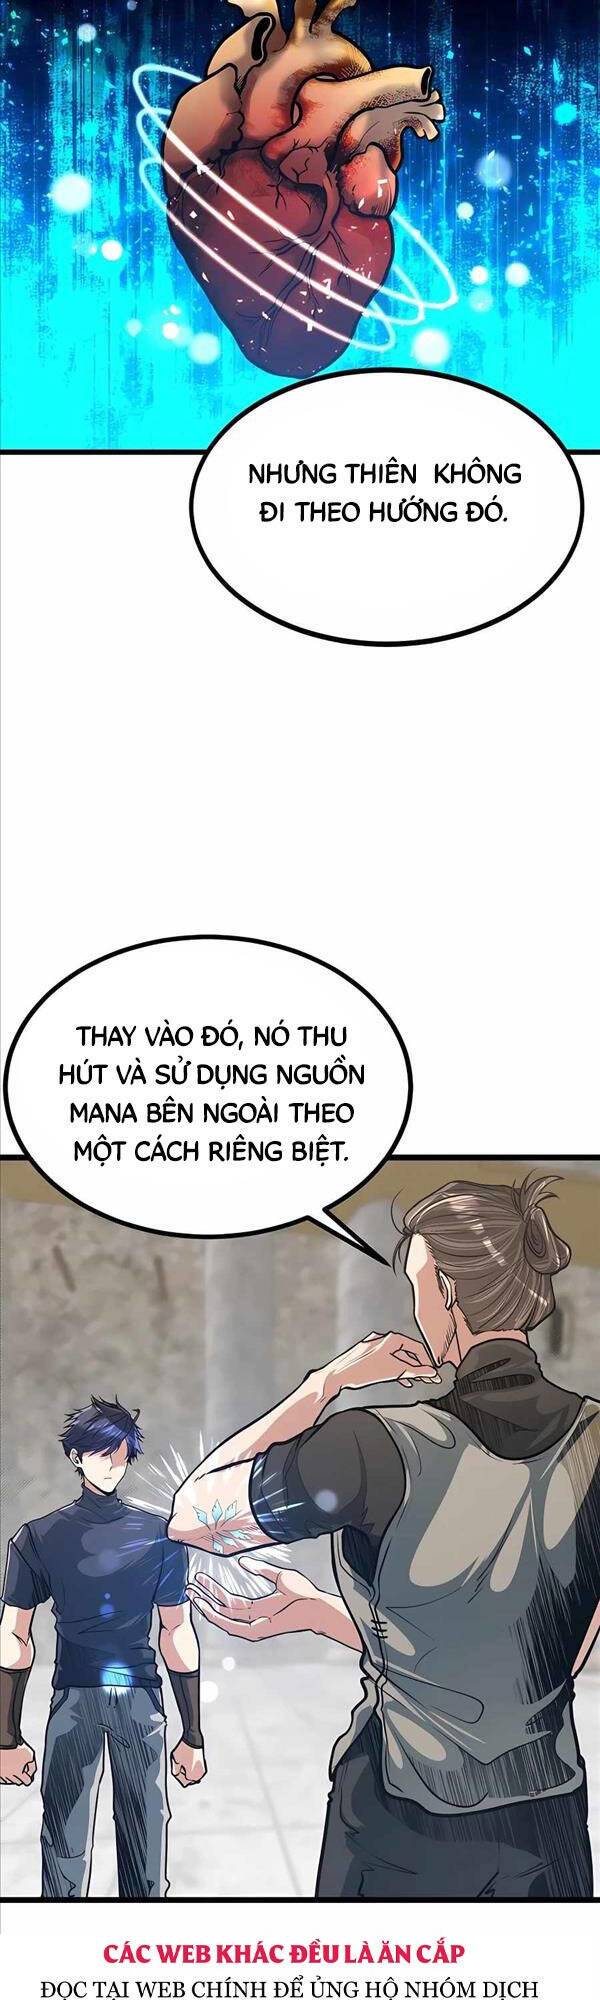 NHƯNG THIÊN KHÔNG
ĐI THEO HƯỚNG ĐÓ.
THAY VÀO ĐÓ, NÓ THU
HÚT VÀ SỬ DỤNG NGUỒN
MANA BÊN NGOÀI THEO
MỘT CÁCH RIÊNG BIỆT.
CÁC WEB KHÁC ĐỀU LÀ ĂN CẮP
ĐỌC TẠI WEB CHÍNH ĐỂ ỦNG HỘ NHÓM DỊCH